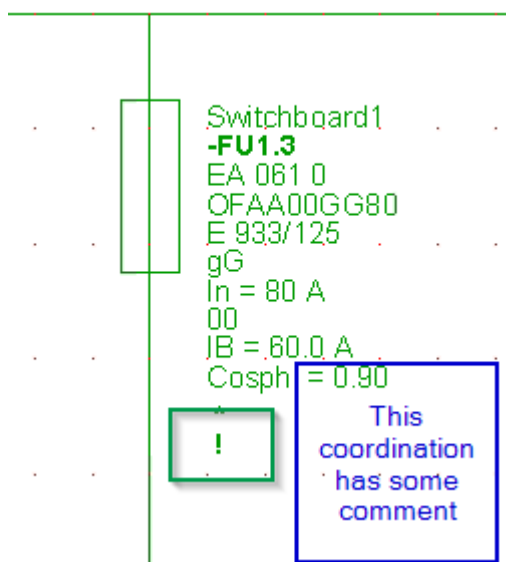 Switchboard1
-FU1.3
EA 061 0
OFAA00GG80
E 933/125
gG
In = 80 A
00
IB = 60.0 A
Cosph = 0.90
!
This
coordination
has some
comment